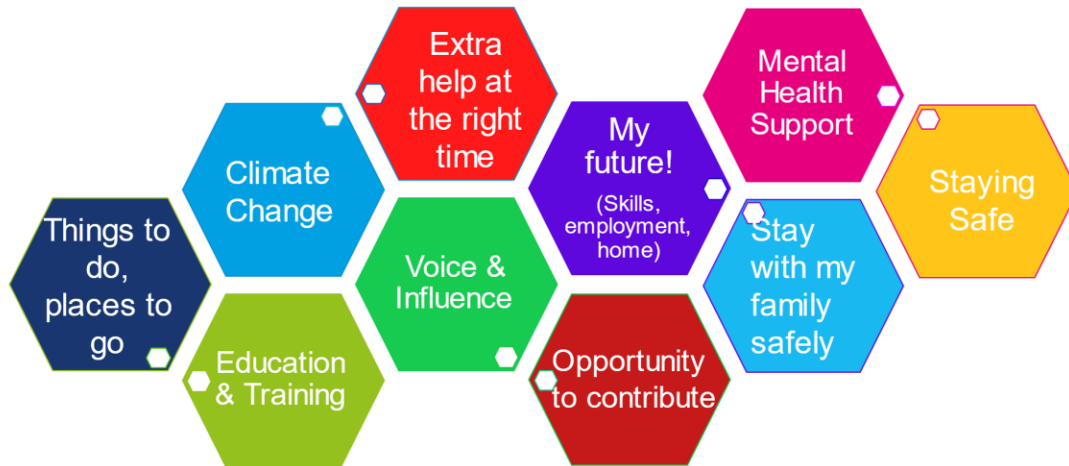 Things to
do,
places to
go
Climate
Change
Education
& Training
Extra
help at
the right
time
Voice &
Influence
My
future!
(Skills,
employment,
home)
Opportunity
to contribute
Mental
Health
Support
Stay
with my
family
safely
Staying
Safe